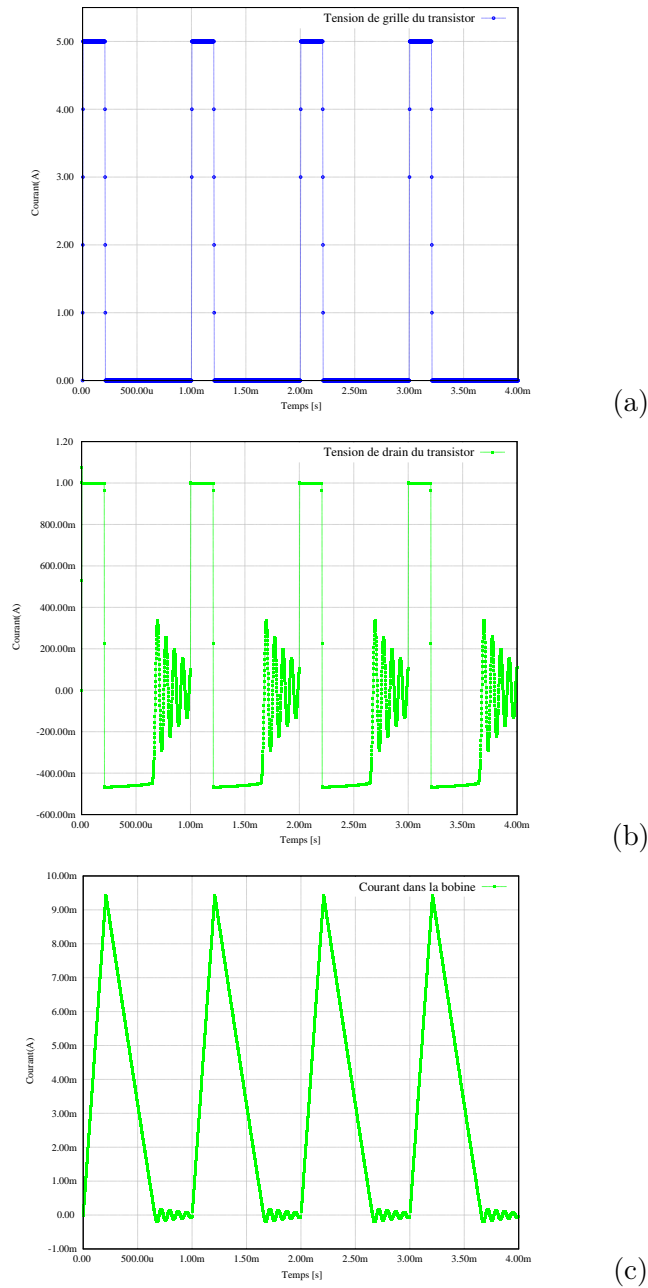 Tension de grille du transistor
5.00
4.00
3.00
2.00
1.00
0.00
Courant(A)
0.00 500.00u 1.00m 1.50m 2.00m 2.50m 3.00m 3.50m 4.00m
Temps [s]
(a)
1.20
Tension de drain du transistor
1.00
800.00m
600.00m
400.00m
200.00m
0.00
-200.00m
-400.00m
-600.00m
Courant(A)
0.00 500.00u 1.00m 1.50m 2.00m 2.50m 3.00m 3.50m 4.00m
Temps [s]
(b)
10.00m
Courant dans la bobine
9.00m
8.00m
7.00m
6.00m
5.00m
4.00m
3.00m
2.00m
1.00m
0.00
-1.00m
Courant(A)
0.00 500.00u 1.00m 1.50m 2.00m 2.50m 3.00m 3.50m 4.00m
Temps [s]
(c)